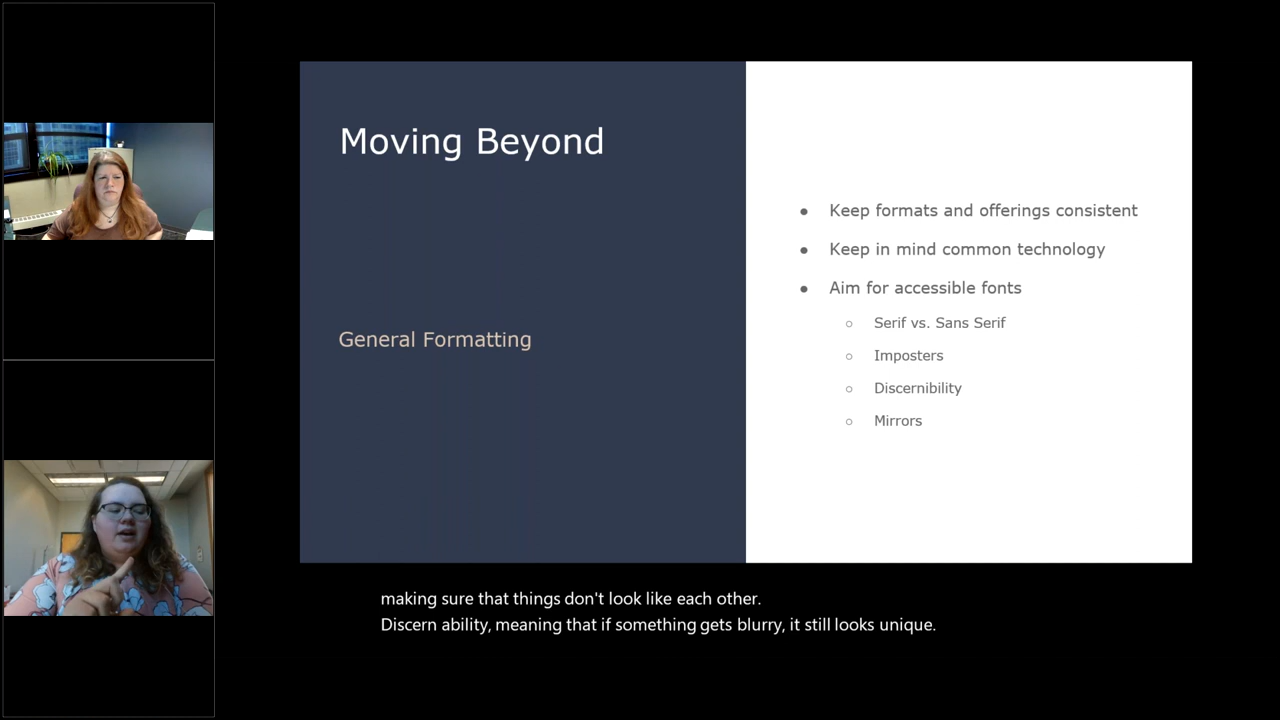 Moving Beyond
General Formatting
● Keep formats and offerings consistent
● Keep in mind common technology
● Aim for accessible fonts
○ Serif vs. Sans Serif
○ Imposters
○ Discernibility
○ Mirrors
making sure that things don't look like each other.
Discern ability, meaning that if something gets blurry, it still looks unique.